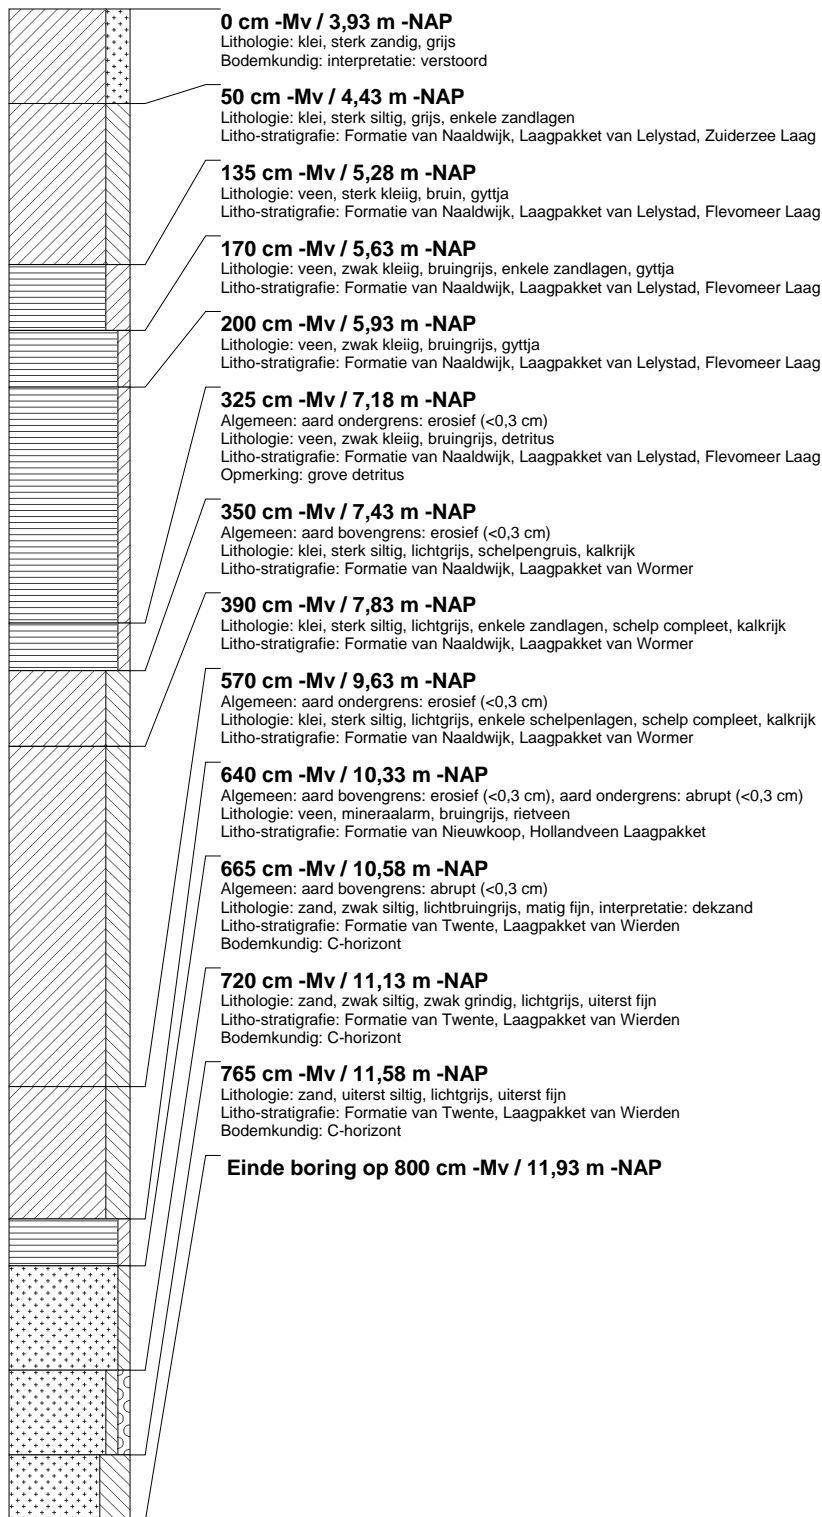 0 cm -Mv / 3,93 m -NAP
Lithologie: klei, sterk zandig, grijs
Bodemkundig: interpretatie: verstoord
50 cm -Mv / 4,43 m -NAP
Lithologie: klei, sterk siltig, grijs, enkele zandlagen
Litho-stratigrafie: Formatie van Naaldwijk, Laagpakket van Lelystad, Zuiderzee Laag
135 cm -Mv / 5,28 m -NAP
Lithologie: veen, sterk kleiig, bruin, gyttja
Litho-stratigrafie: Formatie van Naaldwijk, Laagpakket van Lelystad, Flevomeer Laag
170 cm -Mv / 5,63 m -NAP
Lithologie: veen, zwak kleiig, bruingrijs, enkele zandlagen, gyttja
Litho-stratigrafie: Formatie van Naaldwijk, Laagpakket van Lelystad, Flevomeer Laag
200 cm -Mv / 5,93 m -NAP
Lithologie: veen, zwak kleiig, bruingrijs, gyttja
Litho-stratigrafie: Formatie van Naaldwijk, Laagpakket van Lelystad, Flevomeer Laag
325 cm -Mv / 7,18 m -NAP
Algemeen: aard ondergrens: erosief (<0,3 cm)
Lithologie: veen, zwak kleiig, bruingrijs, detritus
Litho-stratigrafie: Formatie van Naaldwijk, Laagpakket van Lelystad, Flevomeer Laag
Opmerking: grove detritus
350 cm -Mv / 7,43 m -NAP
Algemeen: aard bovengrens: erosief (<0,3 cm)
Lithologie: klei, sterk siltig, lichtgrijs, schelpengruis, kalkrijk
Litho-stratigrafie: Formatie van Naaldwijk, Laagpakket van Wormer
390 cm -Mv / 7,83 m -NAP
Lithologie: klei, sterk siltig, lichtgrijs, enkele zandlagen, schelp compleet, kalkrijk
Litho-stratigrafie: Formatie van Naaldwijk, Laagpakket van Wormer
570 cm -Mv / 9,63 m -NAP
Algemeen: aard ondergrens: erosief (<0,3 cm)
Lithologie: klei, sterk siltig, lichtgrijs, enkele schelpenlagen, schelp compleet, kalkrijk
Litho-stratigrafie: Formatie van Naaldwijk, Laagpakket van Wormer
640 cm -Mv / 10,33 m -NAP
Algemeen: aard bovengrens: erosief (<0,3 cm), aard ondergrens: abrupt (<0,3 cm)
Lithologie: veen, mineraalarm, bruingrijs, rietveen
Litho-stratigrafie: Formatie van Nieuwkoop, Hollandveen Laagpakket
665 cm -Mv / 10,58 m -NAP
Algemeen: aard bovengrens: abrupt (<0,3 cm)
Lithologie: zand, zwak siltig, lichtbruingrijs, matig fijn, interpretatie: dekzand
Litho-stratigrafie: Formatie van Twente, Laagpakket van Wierden
Bodemkundig: C-horizont
720 cm -Mv / 11,13 m -NAP
Lithologie: zand, zwak siltig, zwak grindig, lichtgrijs, uiterst fijn
Litho-stratigrafie: Formatie van Twente, Laagpakket van Wierden
Bodemkundig: C-horizont
765 cm -Mv / 11,58 m -NAP
Lithologie: zand, uiterst siltig, lichtgrijs, uiterst fijn
Litho-stratigrafie: Formatie van Twente, Laagpakket van Wierden
Bodemkundig: C-horizont
Einde boring op 800 cm -Mv / 11,93 m -NAP